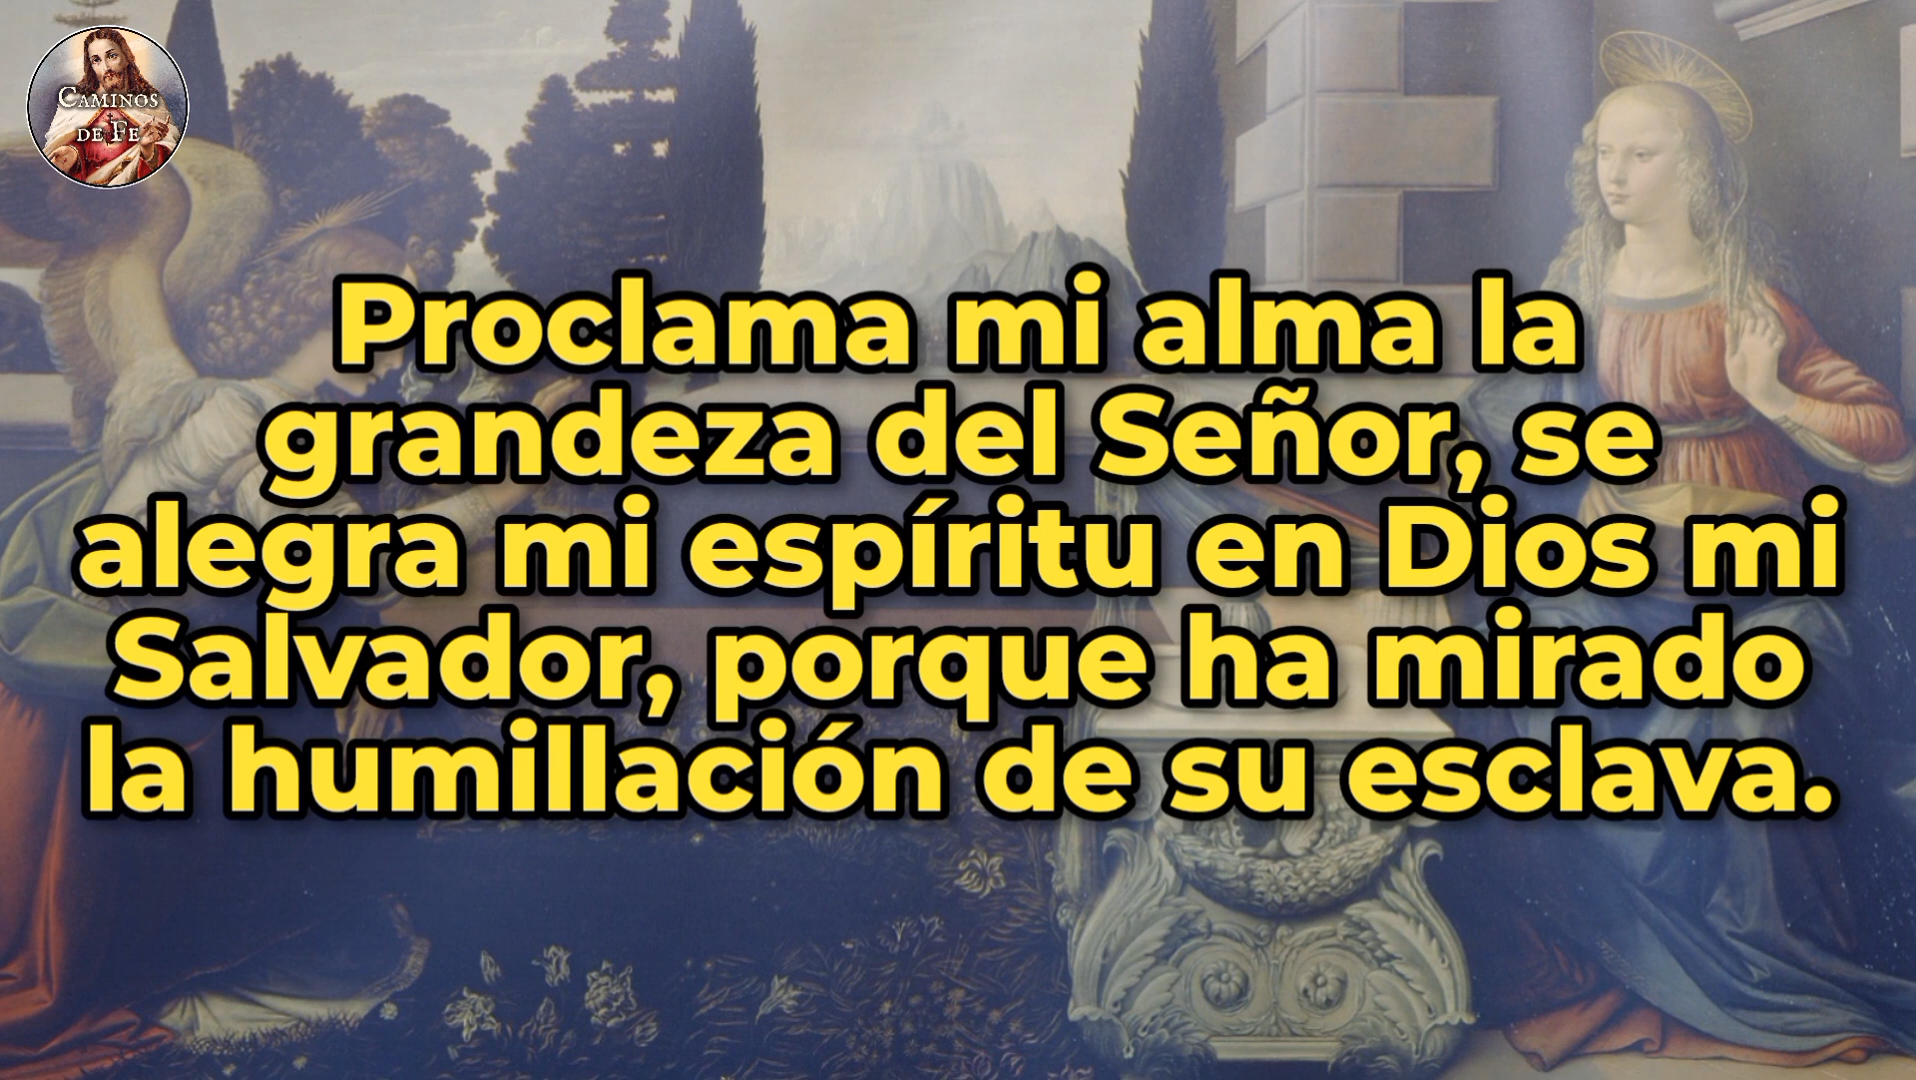 CAMINOS
DE FE
Proclama mi alma la
grandeza del Señor, se
alegra mi espíritu en Dios mi
Salvador, porque ha mirado
la humillación de su esclava.